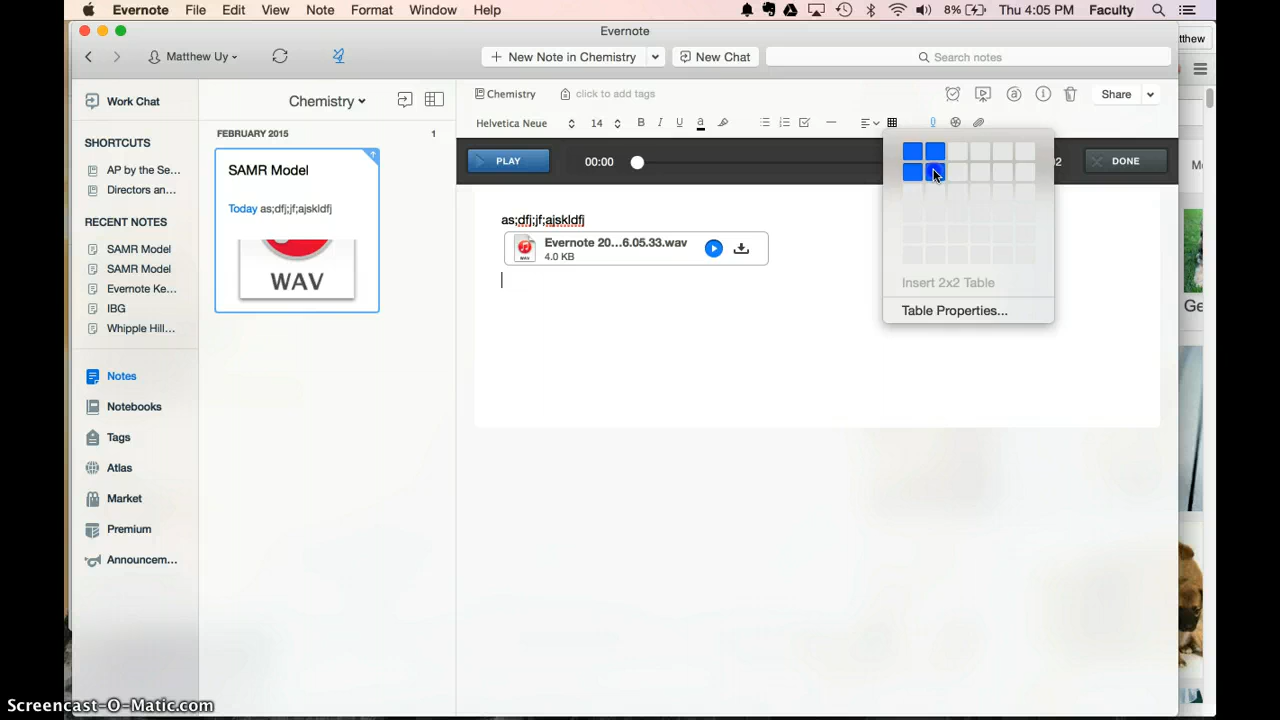 Evernote File Edit View Note Format Window Help 8% Thu 4:05 PM Faculty
Evernote
Matthew Uy
New Note in Chemistry
New Chat
Search notes
tthew
Work Chat
Chemistry
Chemistry
click to add tags
Share
Helvetica Neue 14 B I U a
SHORTCUTS
AP by the Se...
Directors an...
RECENT NOTES
SAMR Model
SAMR Model
Evernote Ke...
IBG
Whipple Hill...
Notes
Notebooks
Tags
Atlas
Market
Premium
Announcem...
FEBRUARY 2015 1
SAMR Model
Today as;dfj;jf;ajskldfj
WAV
PLAY 00:00
02
DONE
as;dfj;jf;ajskldfj
Evernote 20...6.05.33.wav
4.0 KB
Insert 2x2 Table
Table Properties...
Ge
Screencast-O-Matic.com